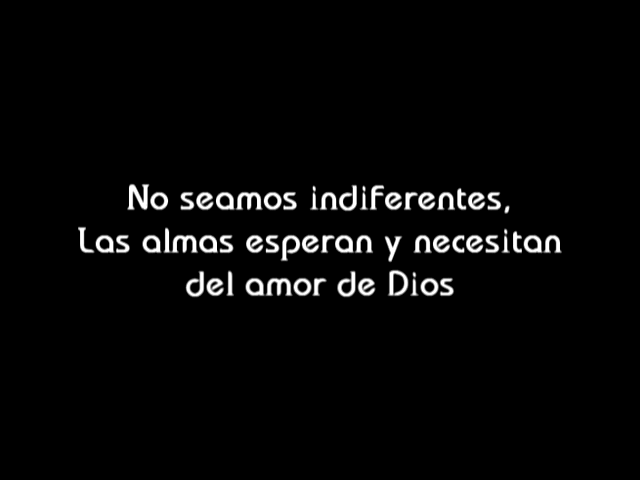 No seamos indiferentes,
Las almas esperan y necesitan
del amor de Dios